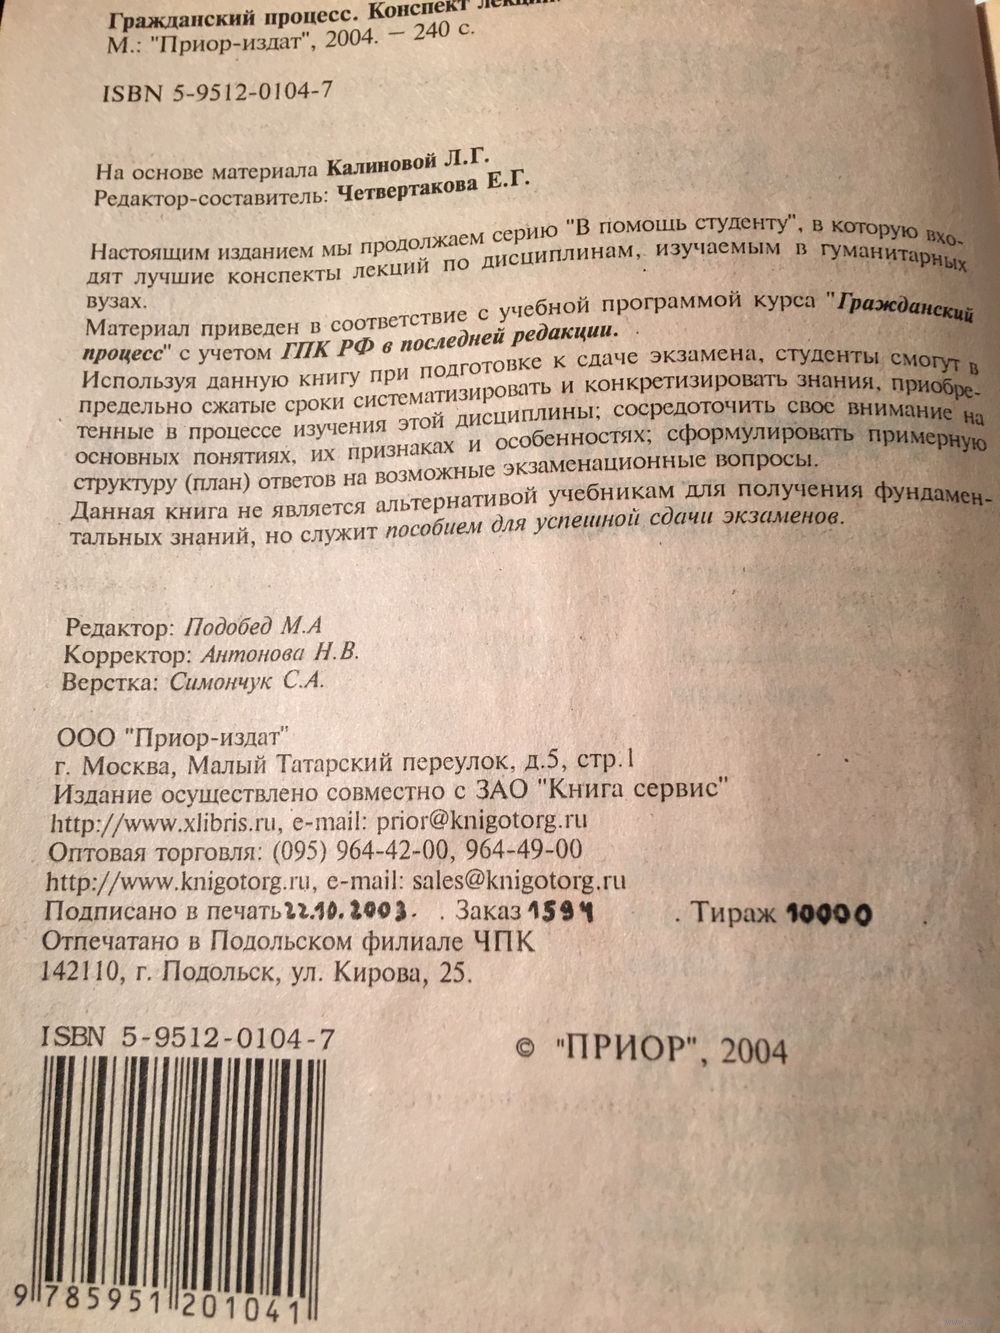 Гражданский процесс. Конспект лекций.
М.: "Приор-издат", 2004. – 240 с.
ISBN 5-9512-0104-7
На основе материала Калиновой Л.Г.
Редактор-составитель: Четвертакова Е.Г.
Настоящим изданием мы продолжаем серию "В помощь студенту", в которую вхо-
дят лучшие конспекты лекций по дисциплинам, изучаемым в гуманитарных
вузах.
Материал приведен в соответствие с учебной программой курса "Гражданский
процесс" с учетом ГПК РФ в последней редакции.
Используя данную книгу при подготовке к сдаче экзамена, студенты смогут в
предельно сжатые сроки систематизировать и конкретизировать знания, приобре-
тенные в процессе изучения этой дисциплины; сосредоточить свое внимание на
основных понятиях, их признаках и особенностях; сформулировать примерную
структуру (план) ответов на возможные экзаменационные вопросы.
Данная книга не является альтернативой учебникам для получения фундамен-
тальных знаний, но служит пособием для успешной сдачи экзаменов.
Редактор: Подобед М.А
Корректор: Антонова Н.В.
Верстка: Симончук С.А.
ООО "Приор-издат"
г. Москва, Малый Татарский переулок, д.5, стр.1
Издание осуществлено совместно с ЗАО "Книга сервис"
http://www.xlibris.ru, e-mail: prior@knigotorg.ru
Оптовая торговля: (095) 964-42-00, 964-49-00
http://www.knigotorg.ru, e-mail: sales@knigotorg.ru
Подписано в печать 22.10.2003. . Заказ 1594 . Тираж 10000 .
Отпечатано в Подольском филиале ЧПК
142110, г. Подольск, ул. Кирова, 25.
ISBN 5-9512-0104-7
© "ПРИОР", 2004
9 785951 201041